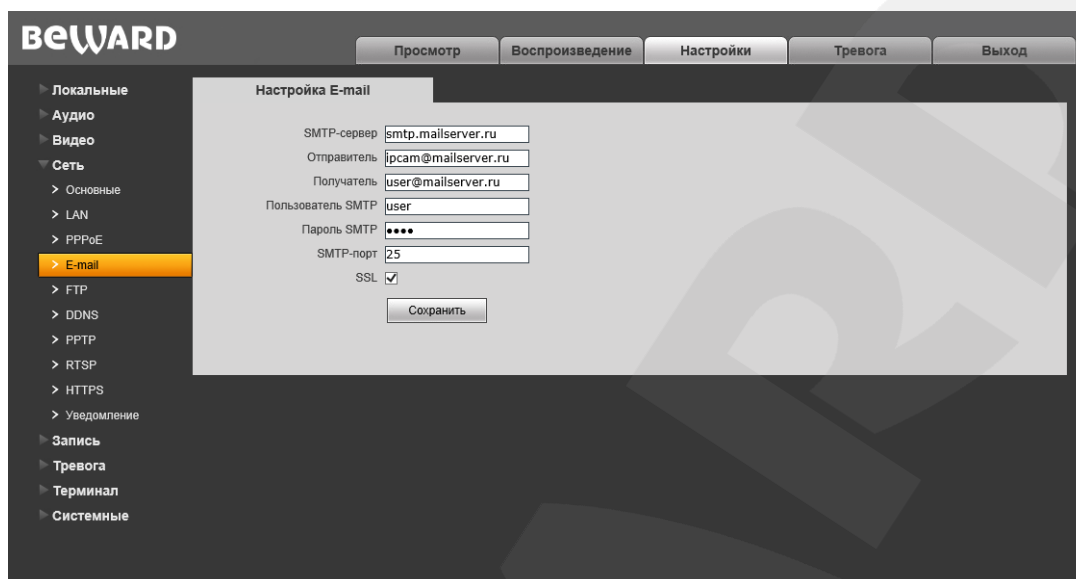 BEWARD
Просмотр
Воспроизведение
Настройки
Тревога
Выход
Локальные
Аудио
Видео
Сеть
Основные
LAN
PPPoE
E-mail
FTP
DDNS
PPTP
RTSP
HTTPS
Уведомление
Запись
Тревога
Терминал
Системные
Настройка E-mail
SMTP-сервер smtp.mailserver.ru
Отправитель ipcam@mailserver.ru
Получатель user@mailserver.ru
Пользователь SMTP user
Пароль SMTP ••••
SMTP-порт 25
SSL
Сохранить